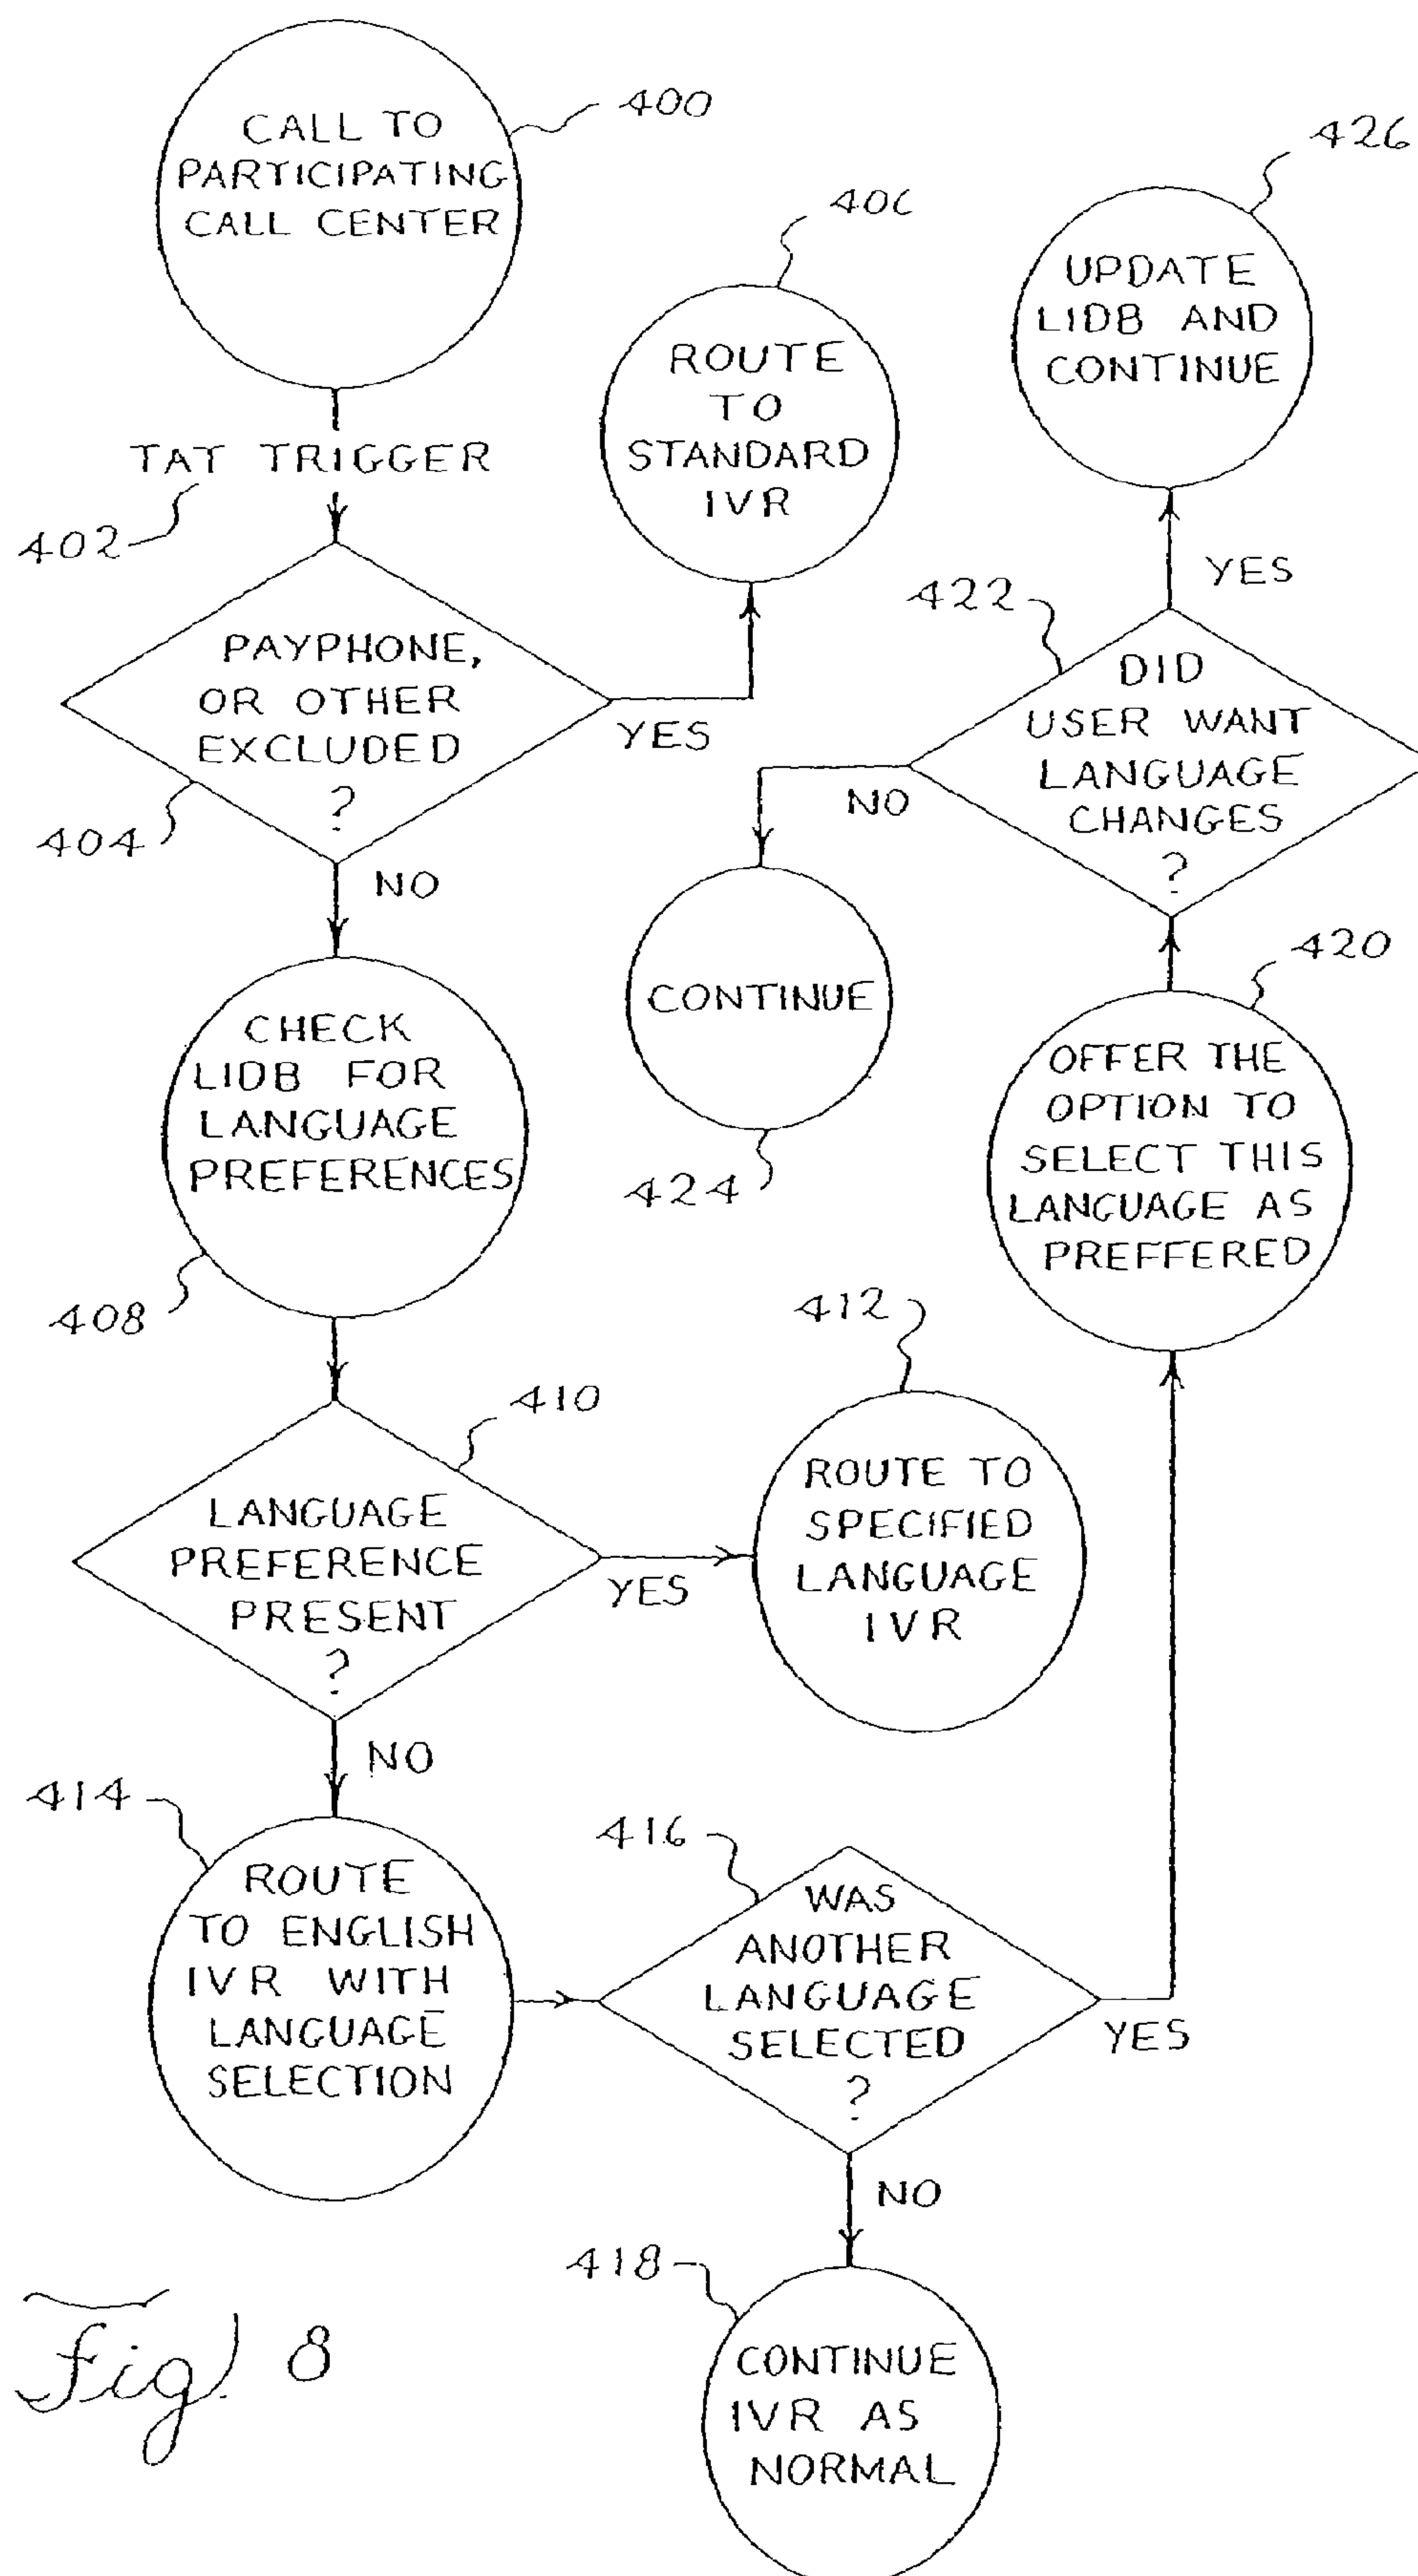 CALL TO
PARTICIPATING
CALL CENTER
400
TAT TRIGGER
402
PAYPHONE,
OR OTHER
EXCLUDED
?
404
YES
NO
406
ROUTE
TO
STANDARD
IVR
CHECK
LIDB FOR
LANGUAGE
PREFERENCES
408
LANGUAGE
PREFERENCE
PRESENT
?
410
YES
NO
412
ROUTE TO
SPECIFIED
LANGUAGE
IVR
414
ROUTE
TO ENGLISH
IVR WITH
LANGUAGE
SELECTION
416
WAS
ANOTHER
LANGUAGE
SELECTED
?
YES
NO
418
CONTINUE
IVR AS
NORMAL
420
OFFER THE
OPTION TO
SELECT THIS
LANGUAGE AS
PREFFERED
422
DID
USER WANT
LANGUAGE
CHANGES
?
NO
YES
CONTINUE
424
426
UPDATE
LIDB AND
CONTINUE
Fig. 8